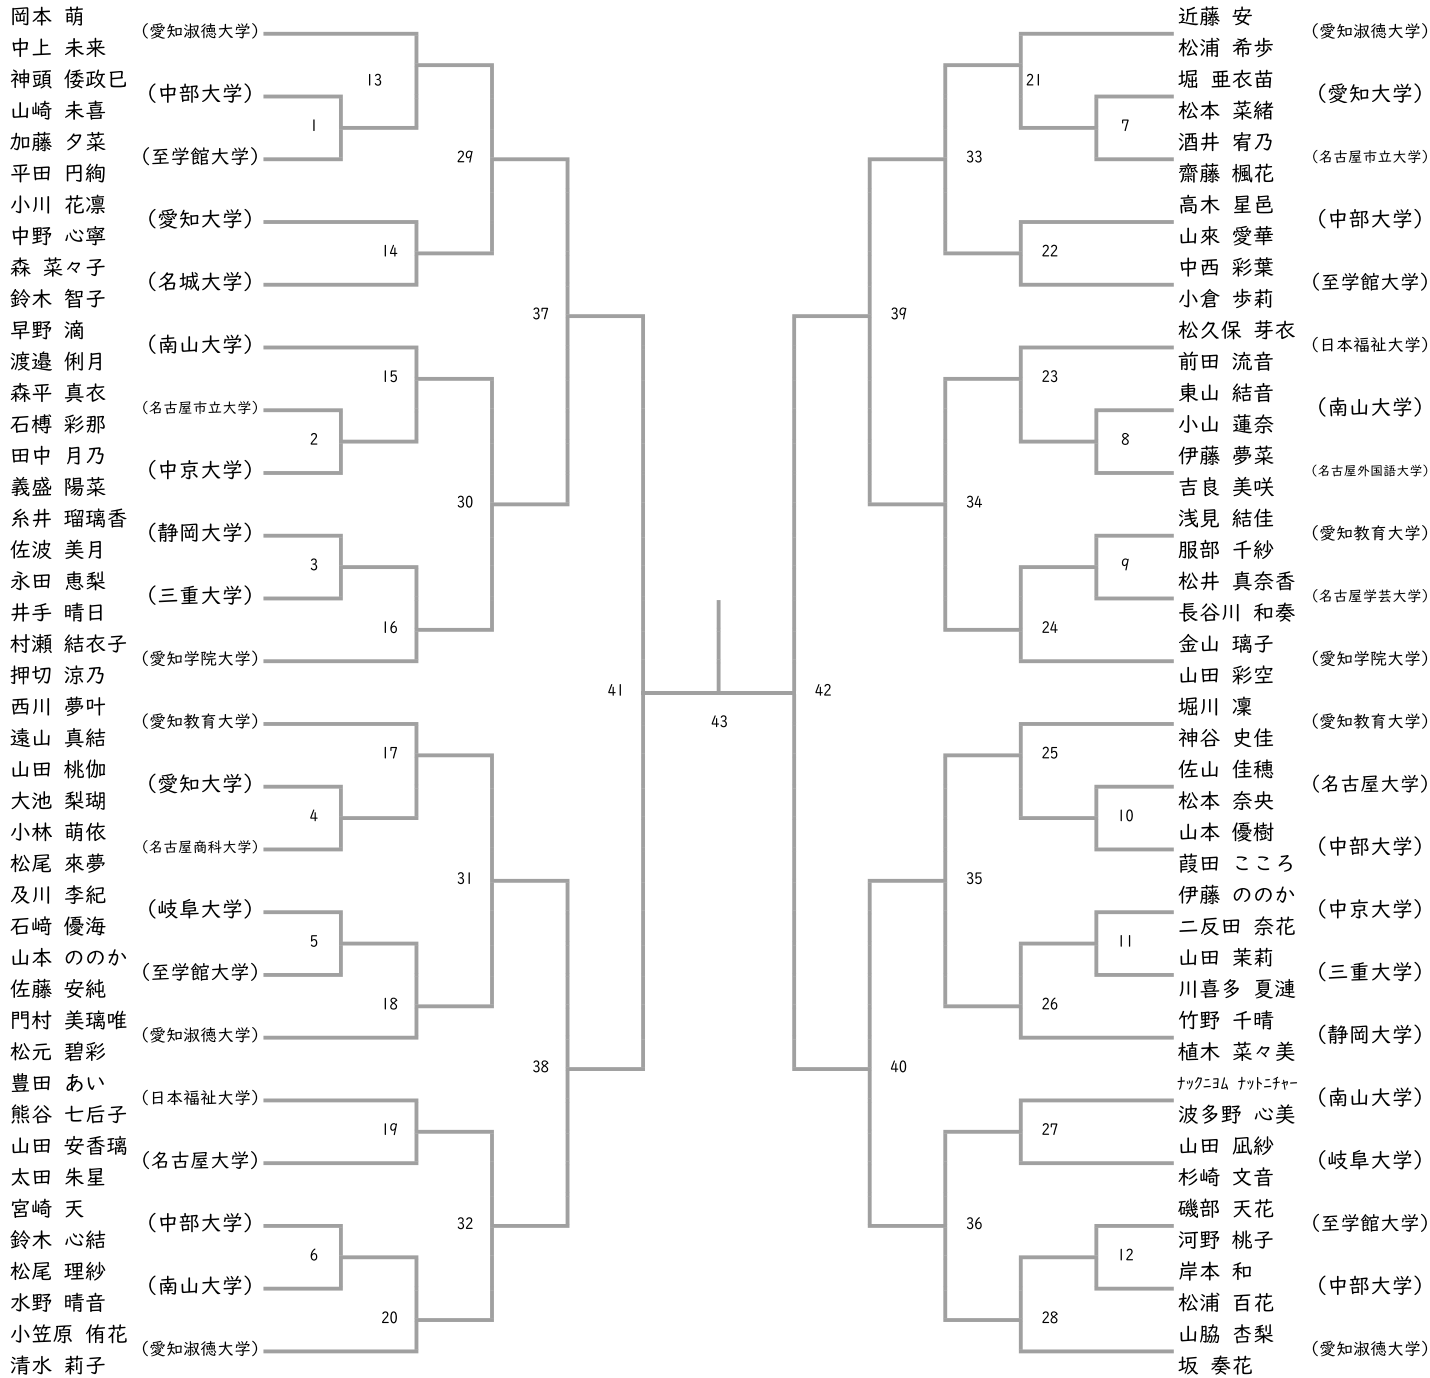 岡本 萌
(愛知淑徳大学)
中上 未来
神頭 倭政巳
(中部大学)
山崎 未喜
加藤 夕菜
(至学館大学)
平田 円絢
小川 花凛
(愛知大学)
中野 心寧
森 菜々子
(名城大学)
鈴木 智子
早野 滴
(南山大学)
渡邉 俐月
森平 真衣
(名古屋市立大学)
石榑 彩那
田中 月乃
(中京大学)
義盛 陽菜
糸井 瑠璃香
(静岡大学)
佐波 美月
永田 恵梨
(三重大学)
井手 晴日
村瀬 結衣子
(愛知学院大学)
押切 涼乃
西川 夢叶
(愛知教育大学)
遠山 真結
山田 桃伽
(愛知大学)
大池 梨瑚
小林 萌依
(名古屋商科大学)
松尾 來夢
及川 李紀
(岐阜大学)
石﨑 優海
山本 ののか
(至学館大学)
佐藤 安純
門村 美璃唯
(愛知淑徳大学)
松元 碧彩
豊田 あい
(日本福祉大学)
熊谷 七后子
山田 安香璃
(名古屋大学)
太田 朱星
宮崎 天
(中部大学)
鈴木 心結
松尾 理紗
(南山大学)
水野 晴音
小笠原 侑花
(愛知淑徳大学)
清水 莉子
1
2
3
4
5
6
13
14
15
16
17
18
19
20
29
30
31
32
37
38
41
43
42
39
40
33
34
35
36
21
22
23
24
25
26
27
28
7
8
9
10
11
12
近藤 安
(愛知淑徳大学)
松浦 希歩
堀 亜衣苗
(愛知大学)
松本 菜緒
酒井 宥乃
(名古屋市立大学)
齋藤 楓花
高木 星邑
(中部大学)
山來 愛華
中西 彩葉
(至学館大学)
小倉 歩莉
松久保 芽衣
(日本福祉大学)
前田 流音
東山 結音
(南山大学)
小山 蓮奈
伊藤 夢菜
(名古屋外国語大学)
吉良 美咲
浅見 結佳
(愛知教育大学)
服部 千紗
松井 真奈香
(名古屋学芸大学)
長谷川 和奏
金山 璃子
(愛知学院大学)
山田 彩空
堀川 凜
(愛知教育大学)
神谷 史佳
佐山 佳穂
(名古屋大学)
松本 奈央
山本 優樹
(中部大学)
葭田 こころ
伊藤 ののか
(中京大学)
二反田 奈花
山田 茉莉
(三重大学)
川喜多 夏漣
竹野 千晴
(静岡大学)
植木 菜々美
ﾅｯｸﾆﾖﾑ ﾅｯﾄﾆﾁｬｰ
(南山大学)
波多野 心美
山田 凪紗
(岐阜大学)
杉崎 文音
磯部 天花
(至学館大学)
河野 桃子
岸本 和
(中部大学)
松浦 百花
山脇 杏梨
(愛知淑徳大学)
坂 奏花